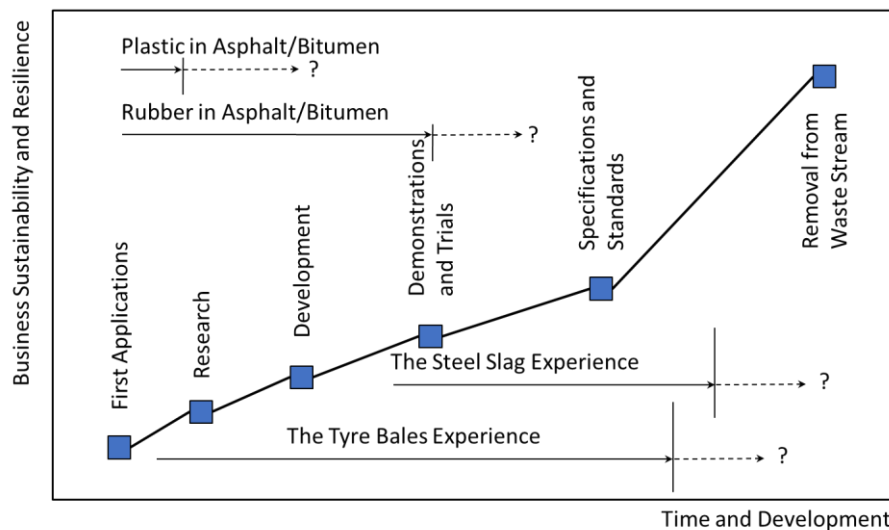 Business Sustainability and Resilience
Plastic in Asphalt/Bitumen
?
Rubber in Asphalt/Bitumen
?
First Applications
Research
Development
Demonstrations
and Trials
Specifications and
Standards
Removal from
Waste Stream
The Steel Slag Experience
?
The Tyre Bales Experience
?
Time and Development